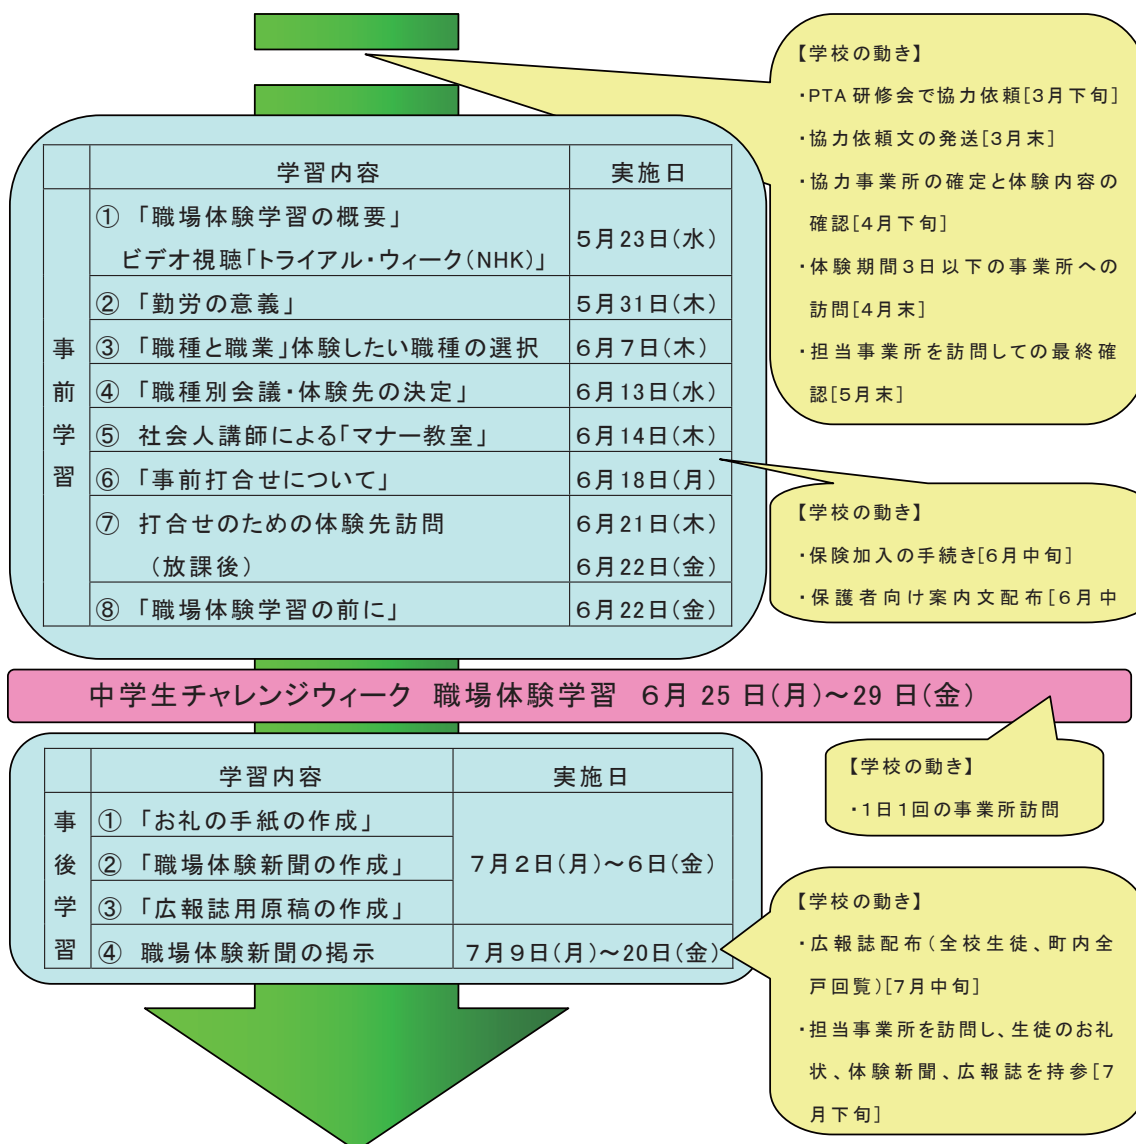 【学校の動き】
・PTA研修会で協力依頼[3月下旬]
・協力依頼文の発送[3月末]
・協力事業所の確定と体験内容の
確認[4月下旬]
・体験期間3日以下の事業所への
訪問[4月末]
・担当事業所を訪問しての最終確
認[5月末]
学習内容 実施日
事前学習
① 「職場体験学習の概要」
ビデオ視聴「トライアル・ウィーク(NHK)」 5月23日(水)
② 「勤労の意義」 5月31日(木)
③ 「職種と職業」体験したい職種の選択 6月7日(木)
④ 「職種別会議・体験先の決定」 6月13日(水)
⑤ 社会人講師による「マナー教室」 6月14日(木)
⑥ 「事前打合せについて」 6月18日(月)
⑦ 打合せのための体験先訪問 6月21日(木)
(放課後) 6月22日(金)
⑧ 「職場体験学習の前に」 6月22日(金)
【学校の動き】
・保険加入の手続き[6月中旬]
・保護者向け案内文配布[6月中
中学生チャレンジウィーク 職場体験学習 6月25日(月)～29日(金)
【学校の動き】
・1日1回の事業所訪問
学習内容 実施日
事後学習
① 「お礼の手紙の作成」
② 「職場体験新聞の作成」 7月2日(月)～6日(金)
③ 「広報誌用原稿の作成」
④ 職場体験新聞の掲示 7月9日(月)～20日(金)
【学校の動き】
・広報誌配布(全校生徒、町内全
戸回覧)[7月中旬]
・担当事業所を訪問し、生徒のお礼
状、体験新聞、広報誌を持参[7
月下旬]